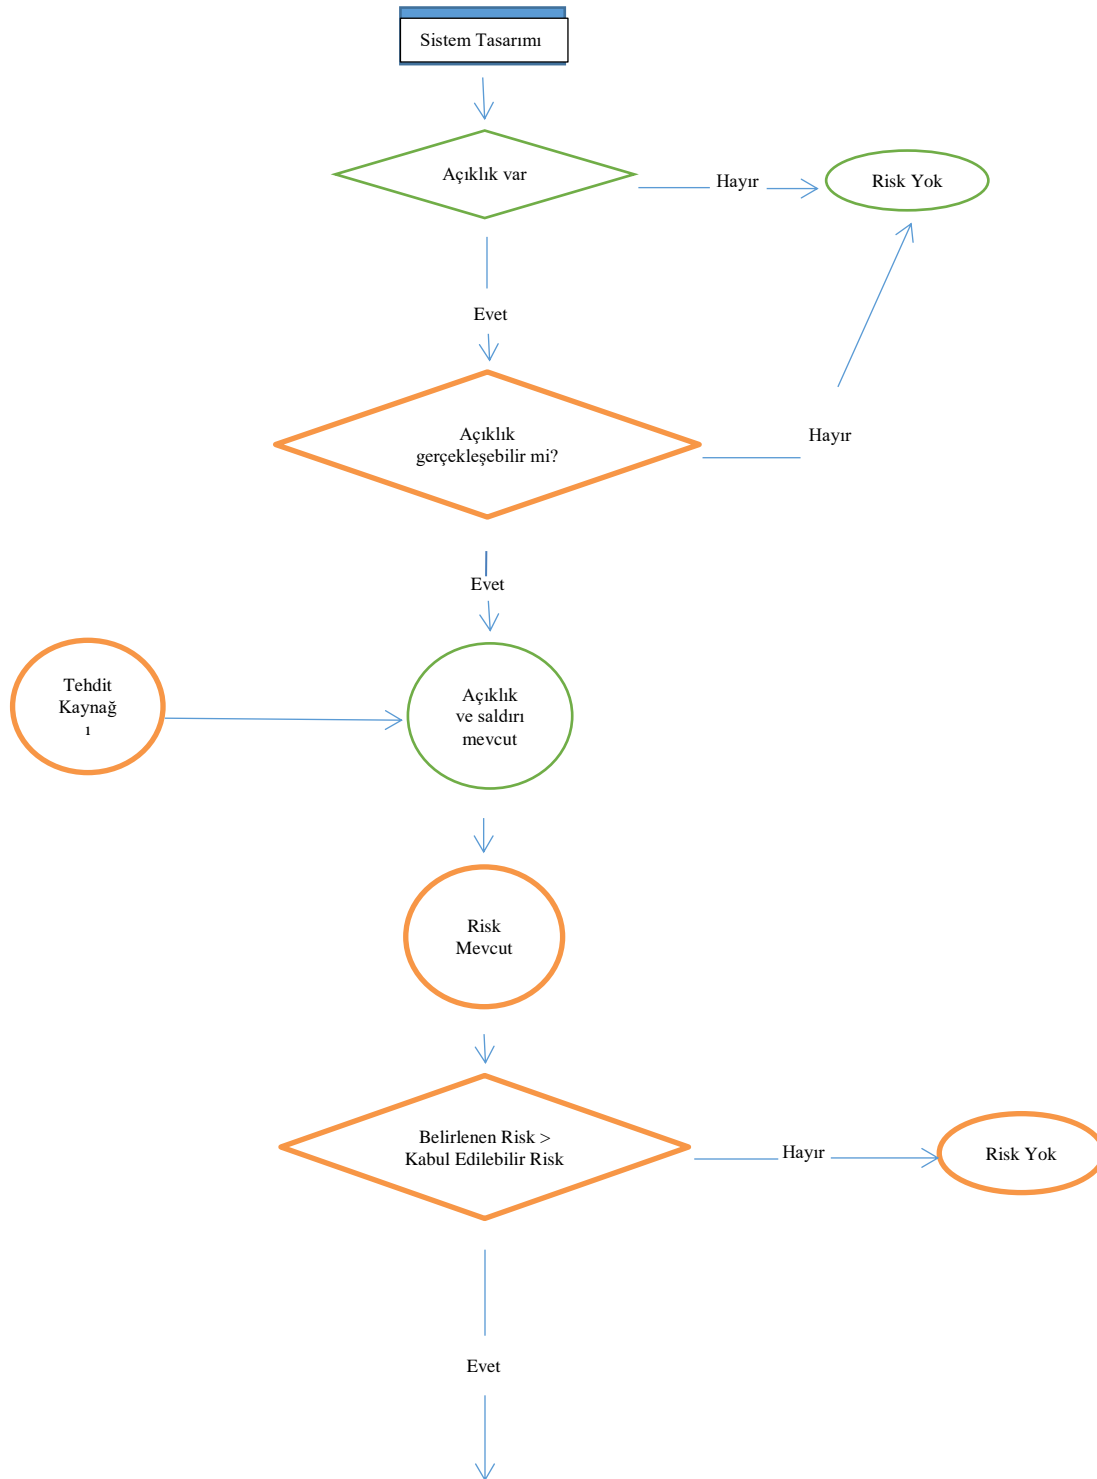 Sistem Tasarımı
Açıklık var
Hayır
Risk Yok
Evet
Açıklık
gerçekleşebilir mi?
Hayır
Evet
Tehdit
Kaynağ
ı
Açıklık
ve saldırı
mevcut
Risk
Mevcut
Belirlenen Risk >
Kabul Edilebilir Risk
Hayır
Risk Yok
Evet